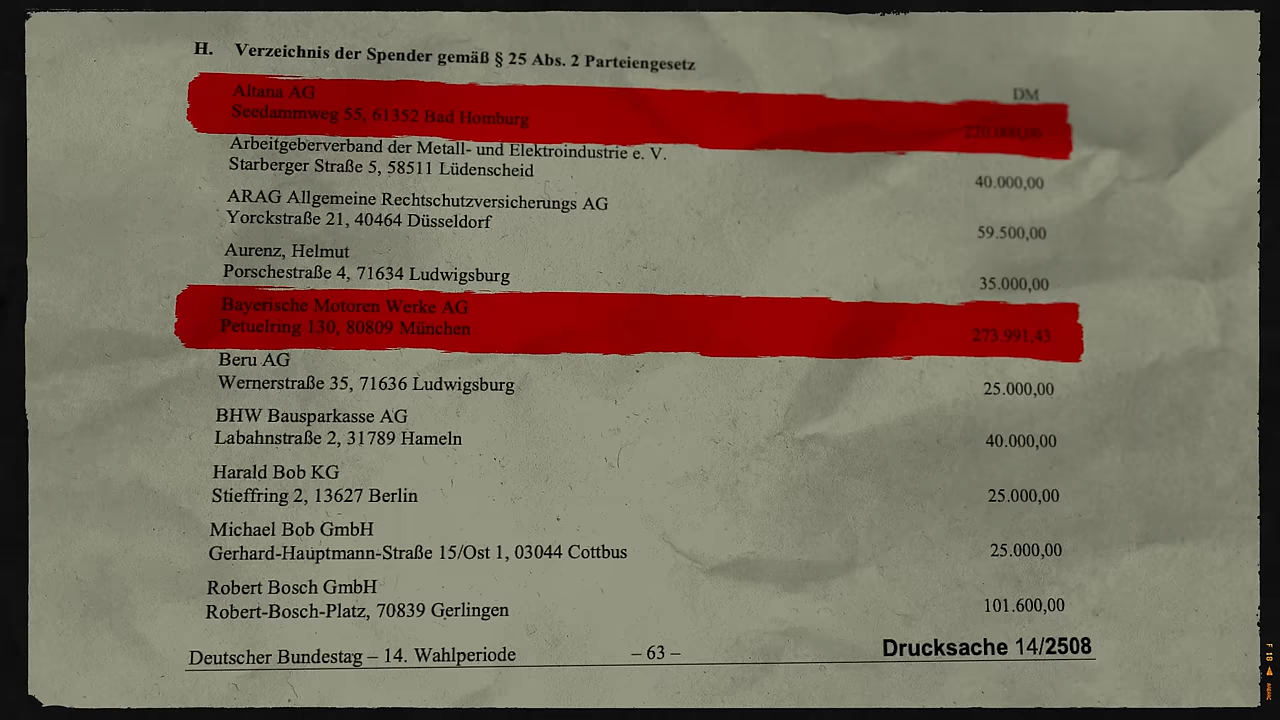 H. Verzeichnis der Spender gemäß § 25 Abs. 2 Parteiengesetz
DM
Altana AG
Seedammweg 55, 61352 Bad Homburg
Arbeitgeberverband der Metall- und Elektroindustrie e. V.
Starberger Straße 5, 58511 Lüdenscheid 40.000,00
ARAG Allgemeine Rechtschutzversicherungs AG
Yorckstraße 21, 40464 Düsseldorf 59.500,00
Aurenz, Helmut
Porschestraße 4, 71634 Ludwigsburg 35.000,00
Bayerische Motoren Werke AG
Petuelring 130, 80809 München 273.991,43
Beru AG
Wernerstraße 35, 71636 Ludwigsburg 25.000,00
BHW Bausparkasse AG
Labahnstraße 2, 31789 Hameln 40.000,00
Harald Bob KG
Stieffring 2, 13627 Berlin 25.000,00
Michael Bob GmbH
Gerhard-Hauptmann-Straße 15/Ost 1, 03044 Cottbus 25.000,00
Robert Bosch GmbH
Robert-Bosch-Platz, 70839 Gerlingen 101.600,00
Deutscher Bundestag – 14. Wahlperiode – 63 – Drucksache 14/2508